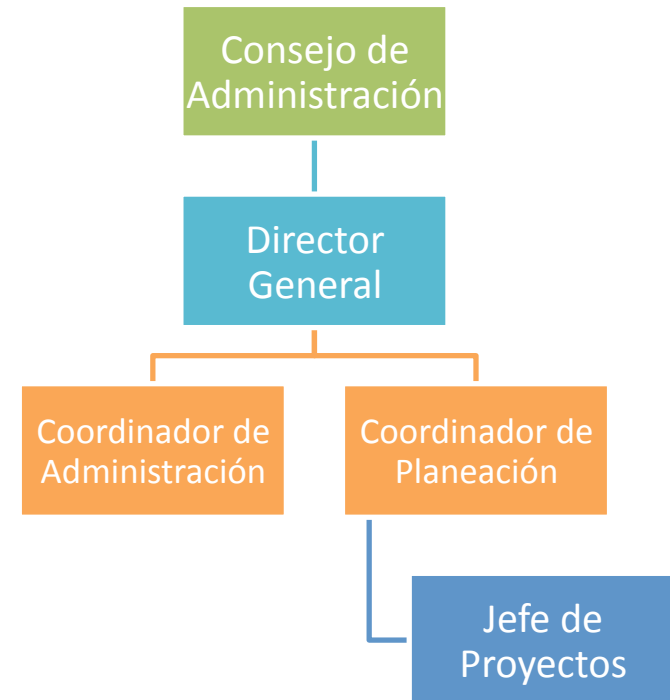 Consejo de
Administración
Director
General
Coordinador de
Administración
Coordinador de
Planeación
Jefe de
Proyectos